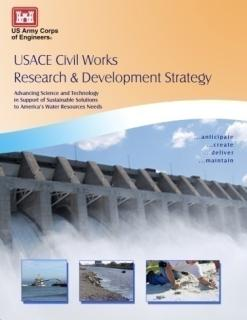 US Army Corps
of Engineers®
USACE Civil Works
Research & Development Strategy
Advancing Science and Technology
in Support of Sustainable Solutions
to America's Water Resources Needs
...anticipate
...create
...deliver
...maintain